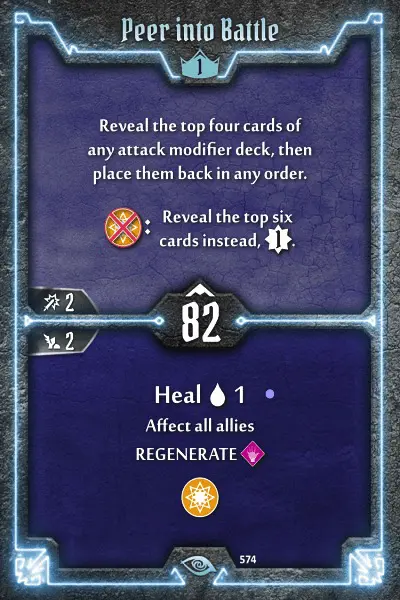 Peer into Battle
1
Reveal the top four cards of
any attack modifier deck, then
place them back in any order.
: Reveal the top six
cards instead, 1.
2
82
2
Heal 1
Affect all allies
REGENERATE
574